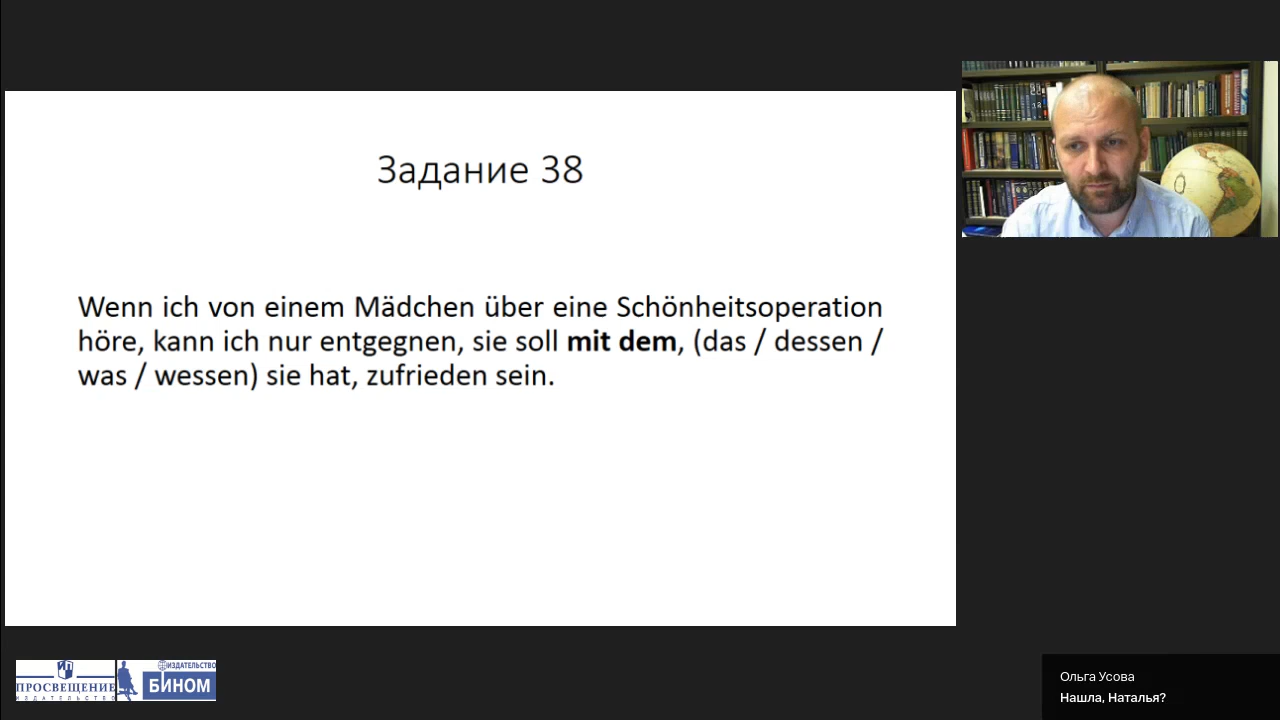 Задание 38
Wenn ich von einem Mädchen über eine Schönheitsoperation
höre, kann ich nur entgegnen, sie soll mit dem, (das / dessen /
was / wessen) sie hat, zufrieden sein.
ПРОСВЕЩЕНИЕ
ИЗДАТЕЛЬСТВО
ИЗДАТЕЛЬСТВО
БИНОМ
Ольга Усова
Нашла, Наталья?